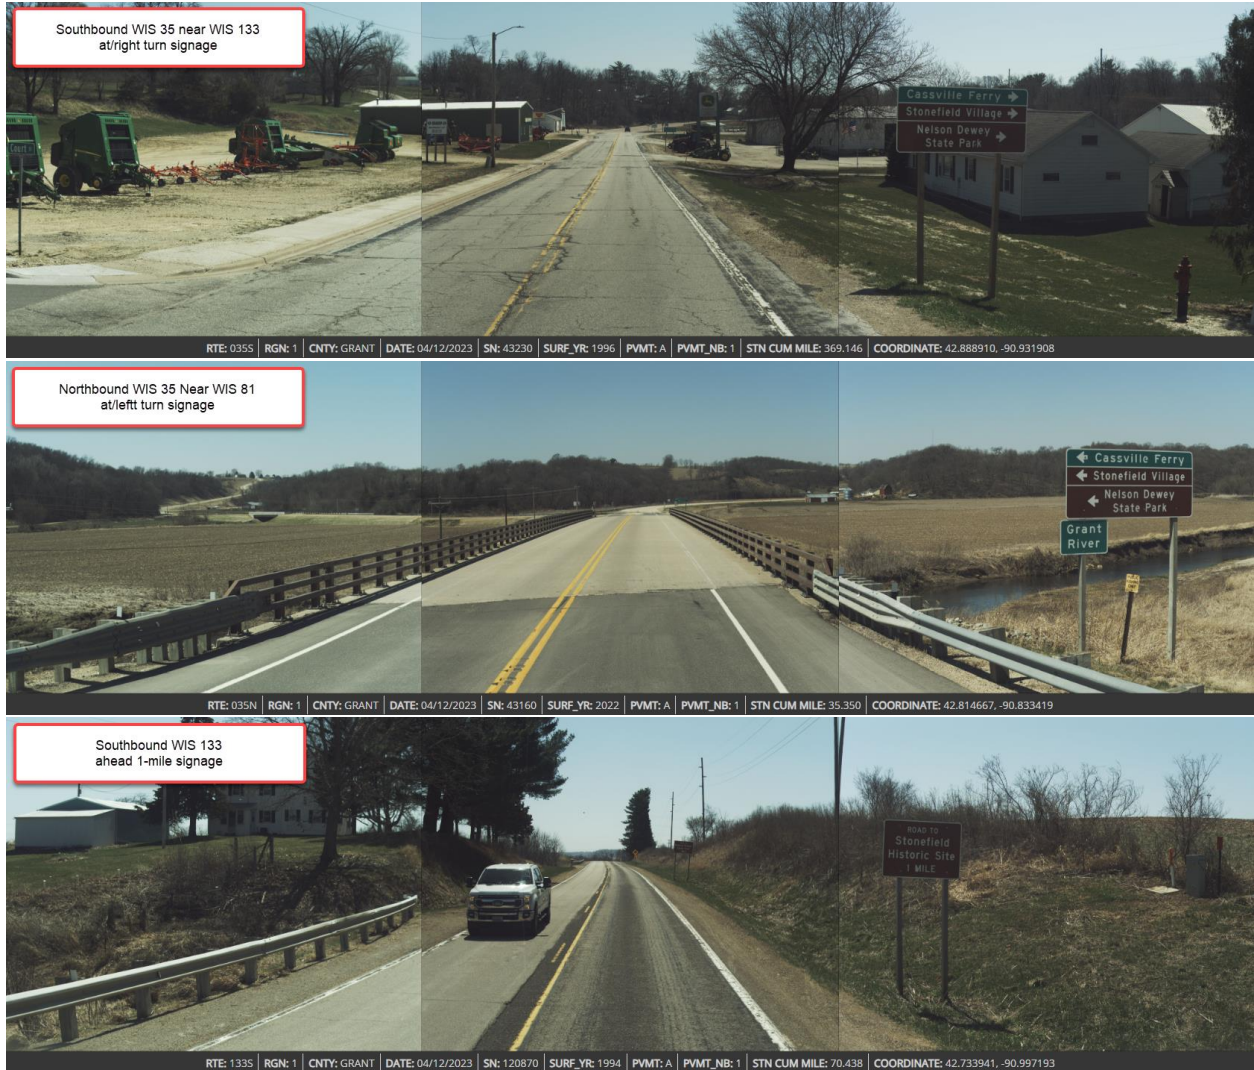 Southbound WIS 35 near WIS 133
at/right turn signage
Court
Cassville Ferry →
Stonefield Village →
Nelson Dewey
State Park →
RTE: 035S | RGN: 1 | CNTY: GRANT | DATE: 04/12/2023 | SN: 43230 | SURF_YR: 1996 | PVMT: A | PVMT_NB: 1 | STN CUM MILE: 369.146 | COORDINATE: 42.888910, -90.931908
Northbound WIS 35 Near WIS 81
at/leftt turn signage
← Cassville Ferry
← Stonefield Village
← Nelson Dewey
State Park
Grant
River
RTE: 035N | RGN: 1 | CNTY: GRANT | DATE: 04/12/2023 | SN: 43160 | SURF_YR: 2022 | PVMT: A | PVMT_NB: 1 | STN CUM MILE: 35.350 | COORDINATE: 42.814667, -90.833419
Southbound WIS 133
ahead 1-mile signage
ROAD TO
Stonefield
Historic Site
1 MILE
RTE: 133S | RGN: 1 | CNTY: GRANT | DATE: 04/12/2023 | SN: 120870 | SURF_YR: 1994 | PVMT: A | PVMT_NB: 1 | STN CUM MILE: 70.438 | COORDINATE: 42.733941, -90.997193